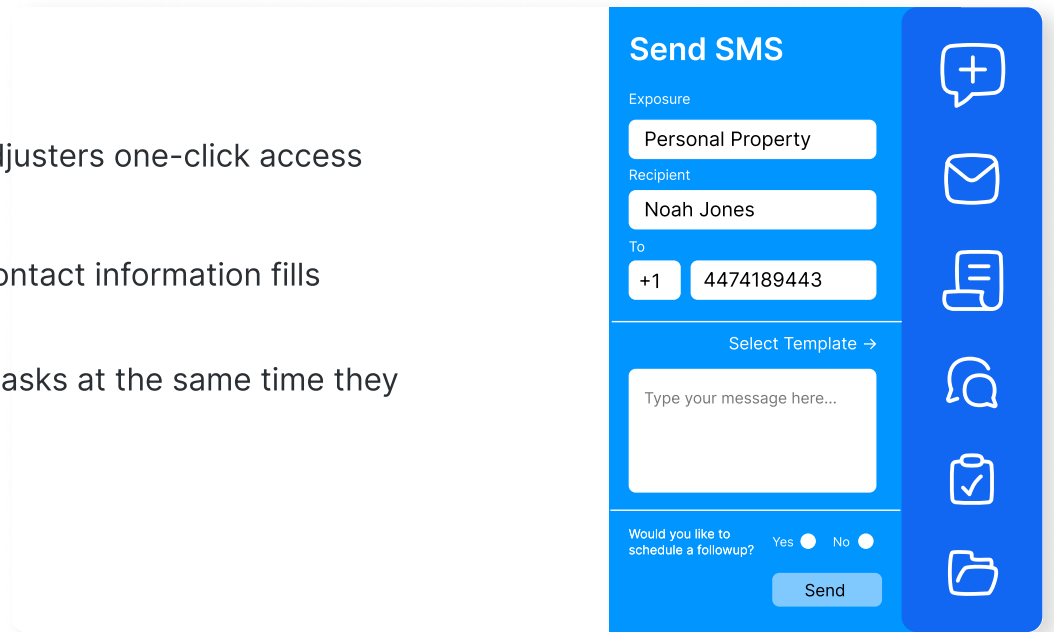 djusters one-click access
ontact information fills
asks at the same time they
Send SMS
Exposure
Personal Property
Recipient
Noah Jones
To
+1 4474189443
Select Template →
Type your message here...
Would you like to
schedule a followup?
Yes No
Send